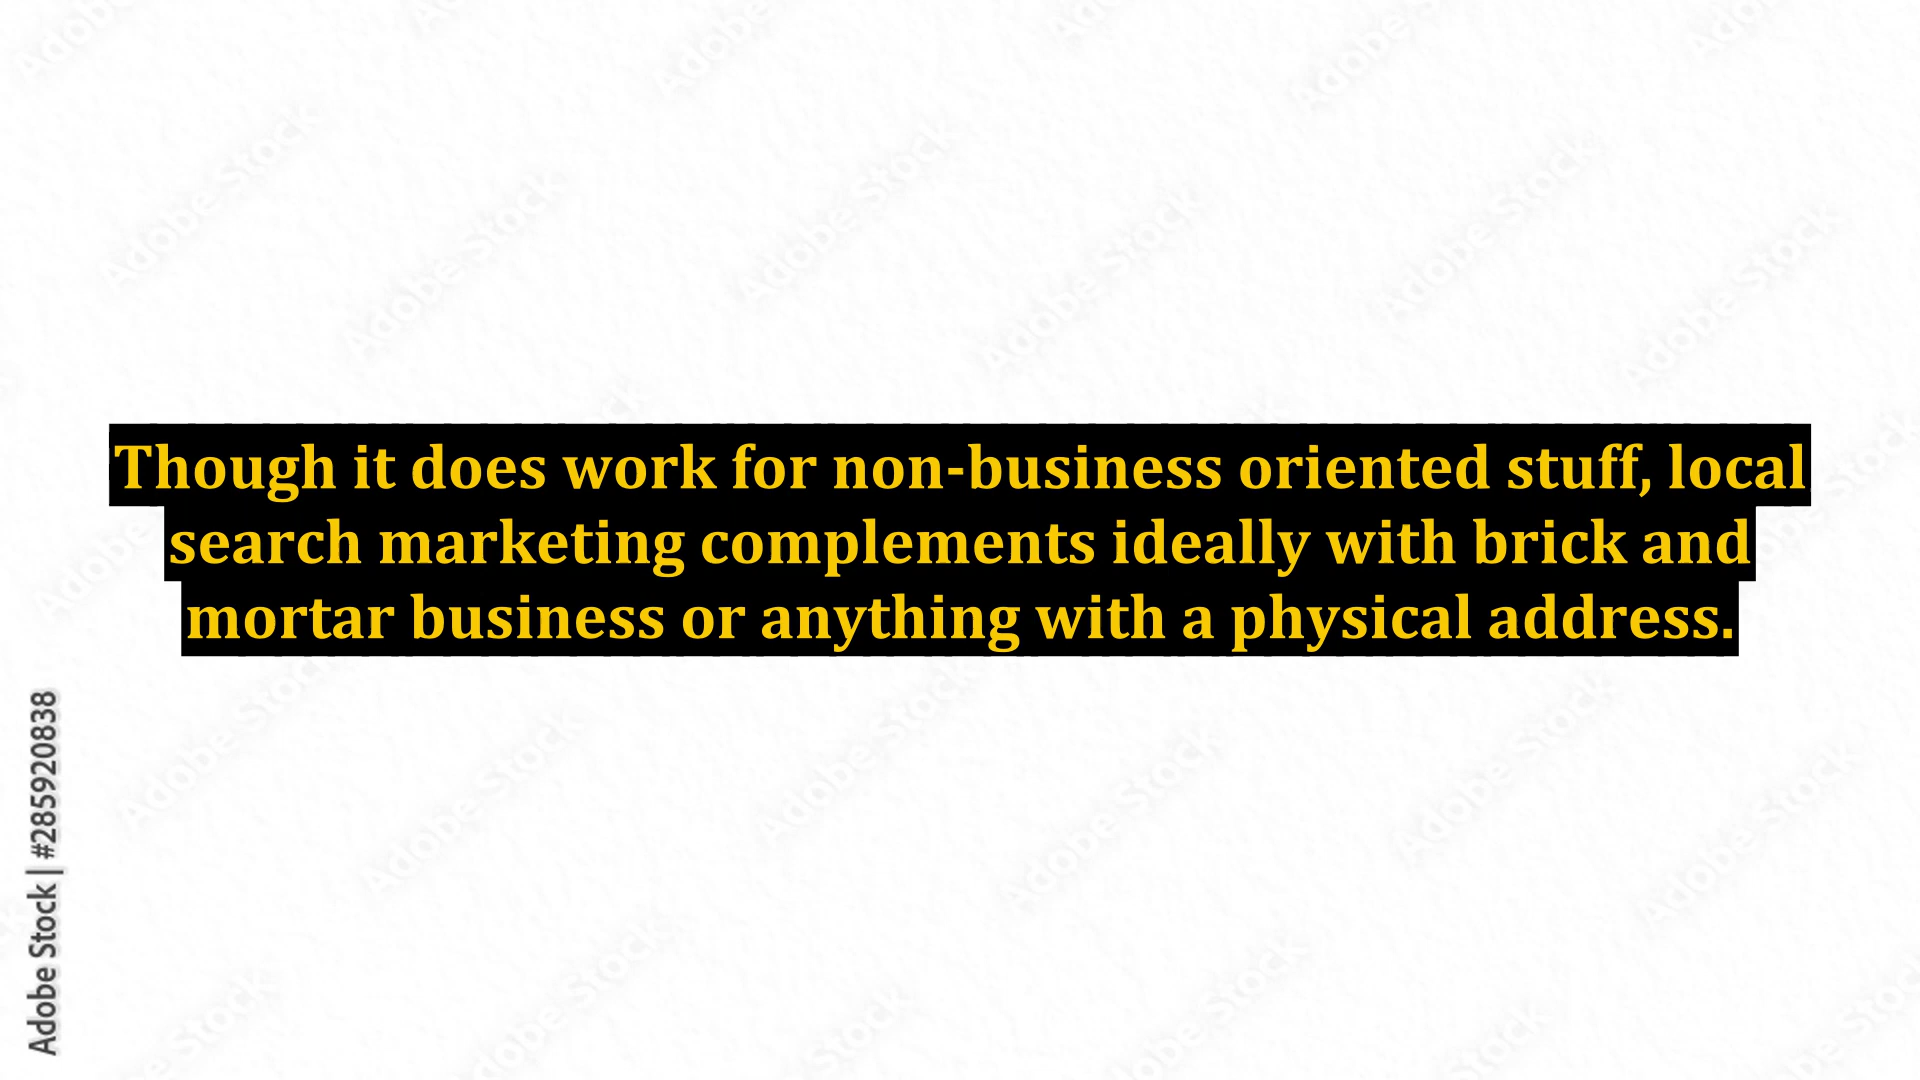 Though it does work for non-business oriented stuff, local
search marketing complements ideally with brick and
mortar business or anything with a physical address.
Adobe Stock | #285920838